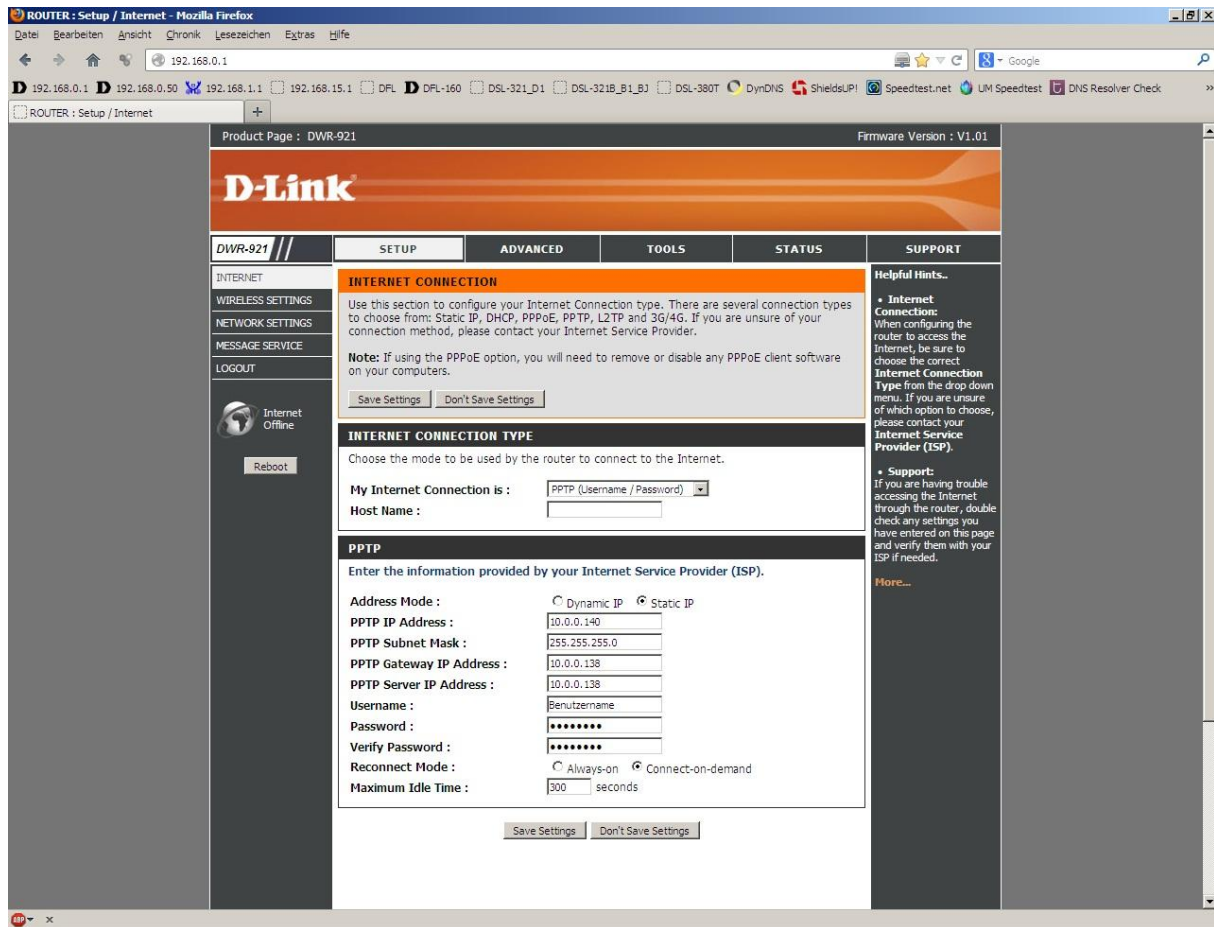 ROUTER : Setup / Internet - Mozilla Firefox
Datei Bearbeiten Ansicht Chronik Lesezeichen Extras Hilfe
192.168.0.1
Google
192.168.0.1 192.168.0.50 192.168.1.1 192.168.15.1 DFL DFL-160 DSL-321_D1 DSL-321B_B1_BJ DSL-380T DynDNS ShieldsUP! Speedtest.net UM Speedtest DNS Resolver Check »
ROUTER : Setup / Internet +
Product Page : DWR-921 Firmware Version : V1.01
D-Link
DWR-921 SETUP ADVANCED TOOLS STATUS SUPPORT
INTERNET
WIRELESS SETTINGS
NETWORK SETTINGS
MESSAGE SERVICE
LOGOUT
Internet
Offline
Reboot
INTERNET CONNECTION
Use this section to configure your Internet Connection type. There are several connection types
to choose from: Static IP, DHCP, PPPoE, PPTP, L2TP and 3G/4G. If you are unsure of your
connection method, please contact your Internet Service Provider.
Note: If using the PPPoE option, you will need to remove or disable any PPPoE client software
on your computers.
Save Settings Don't Save Settings
INTERNET CONNECTION TYPE
Choose the mode to be used by the router to connect to the Internet.
My Internet Connection is : PPTP (Username / Password)
Host Name :
PPTP
Enter the information provided by your Internet Service Provider (ISP).
Address Mode : Dynamic IP Static IP
PPTP IP Address : 10.0.0.140
PPTP Subnet Mask : 255.255.255.0
PPTP Gateway IP Address : 10.0.0.138
PPTP Server IP Address : 10.0.0.138
Username : Benutzername
Password : ••••••••
Verify Password : ••••••••
Reconnect Mode : Always-on Connect-on-demand
Maximum Idle Time : 300 seconds
Save Settings Don't Save Settings
Helpful Hints..
• Internet
Connection:
When configuring the
router to access the
Internet, be sure to
choose the correct
Internet Connection
Type from the drop down
menu. If you are unsure
of which option to choose,
please contact your
Internet Service
Provider (ISP).
• Support:
If you are having trouble
accessing the Internet
through the router, double
check any settings you
have entered on this page
and verify them with your
ISP if needed.
More...
ABP x